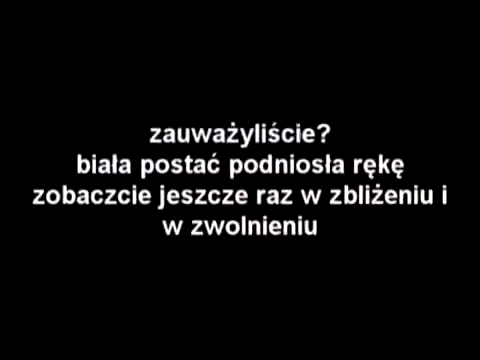 zauważyliście?
biała postać podniosła rękę
zobaczcie jeszcze raz w zbliżeniu i
w zwolnieniu